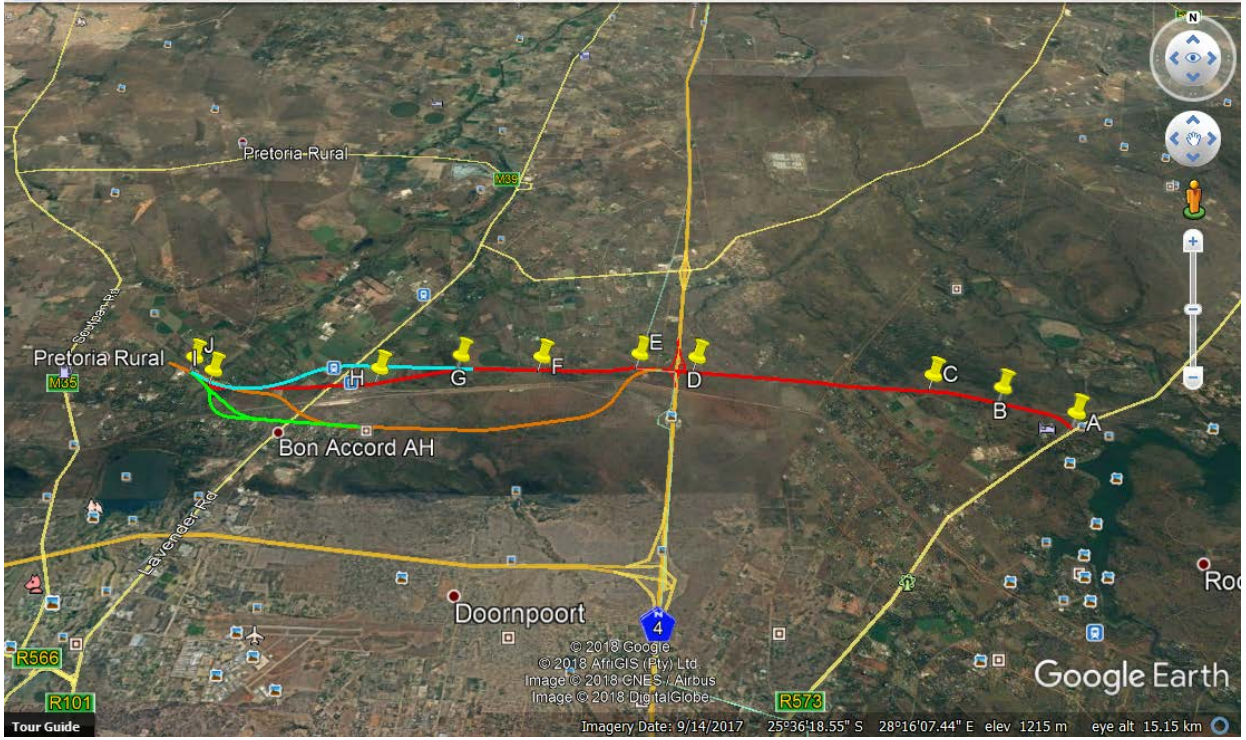 N
Pretoria Rural
M39
Soutpan Rd
J
I
E
Pretoria Rural
M35
H
G
F
D
C
B
A
Bon Accord AH
Lavender Rd
Roo
Doornpoort
N
4
© 2018 Google
© 2018 AfriGIS (Pty) Ltd.
Image © 2018 CNES / Airbus
Image © 2018 DigitalGlobe
Google Earth
R566
R101
R573
Tour Guide
Imagery Date: 9/14/2017 25°36'18.55" S 28°16'07.44" E elev 1215 m eye alt 15.15 km